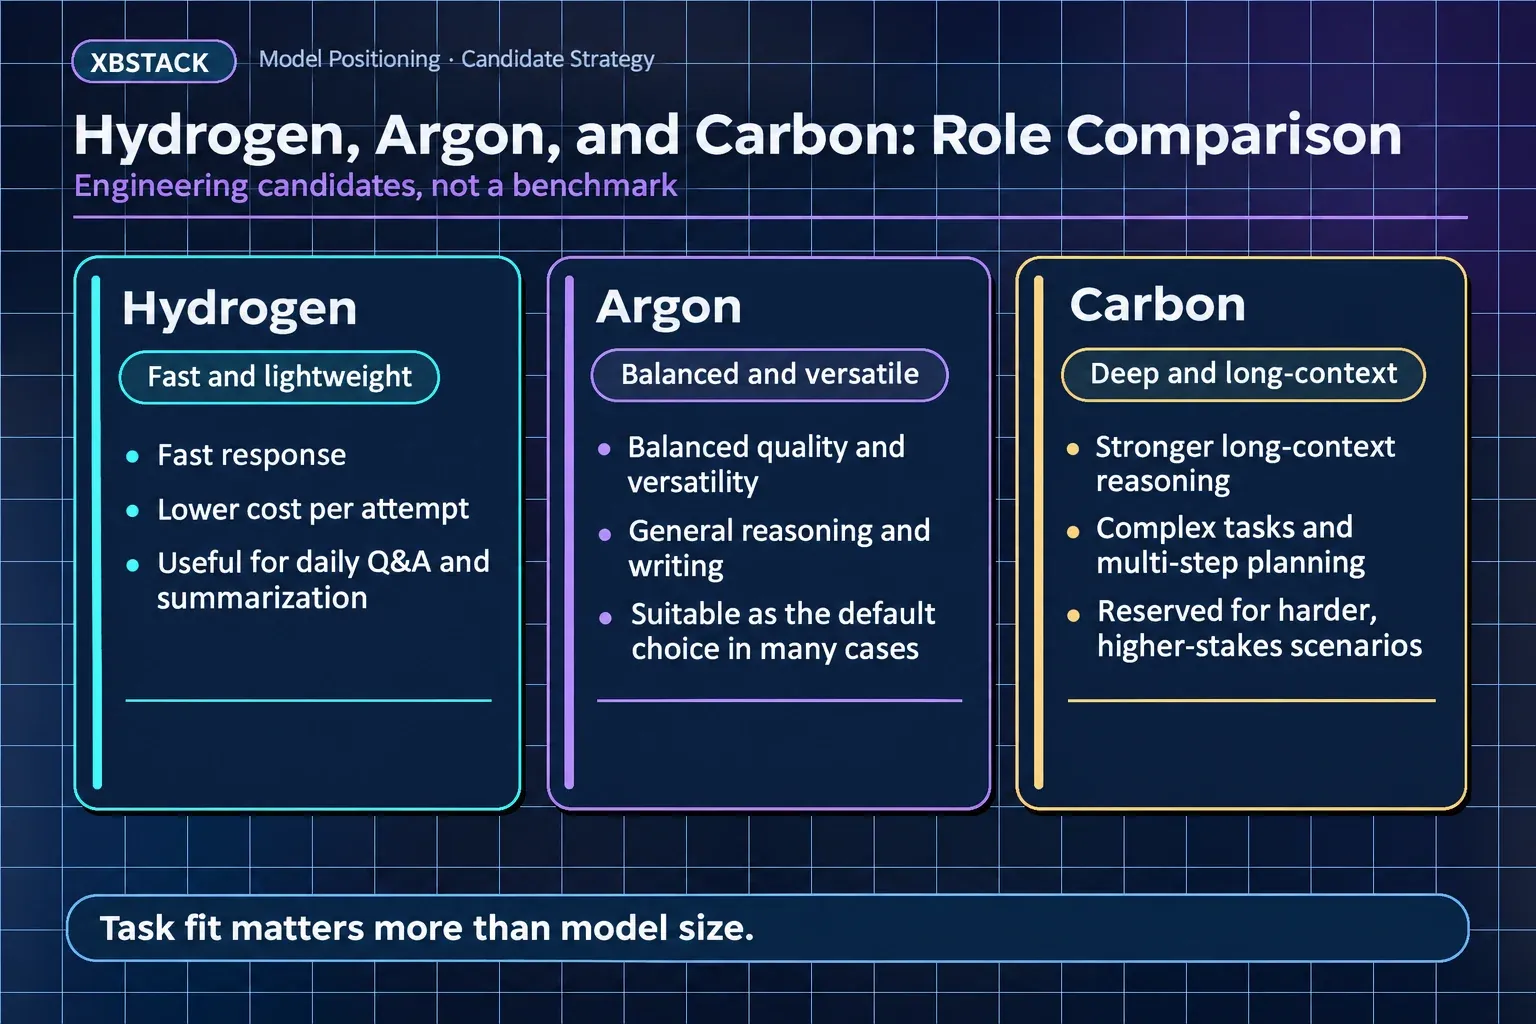 XBSTACK
Model Positioning · Candidate Strategy
Hydrogen, Argon, and Carbon: Role Comparison
Engineering candidates, not a benchmark
Hydrogen
Fast and lightweight
• Fast response
• Lower cost per attempt
• Useful for daily Q&A and
summarization
Argon
Balanced and versatile
• Balanced quality and
versatility
• General reasoning and
writing
• Suitable as the default
choice in many cases
Carbon
Deep and long-context
• Stronger long-context
reasoning
• Complex tasks and
multi-step planning
• Reserved for harder,
higher-stakes scenarios
Task fit matters more than model size.